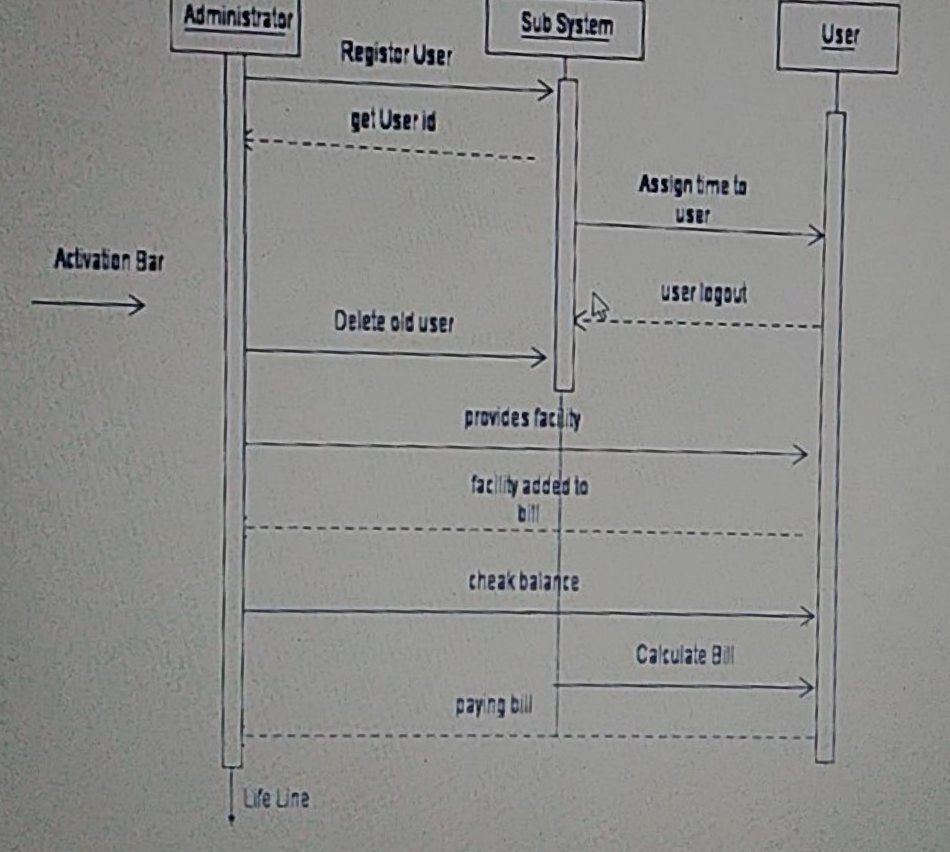 Administrator
Sub System
User
Registor User
get User id
Assign time to
user
Activation Bar
user logout
Delete old user
provides facility
facility added to
bill
cheak balance
Calculate Bill
paying bill
Life Line